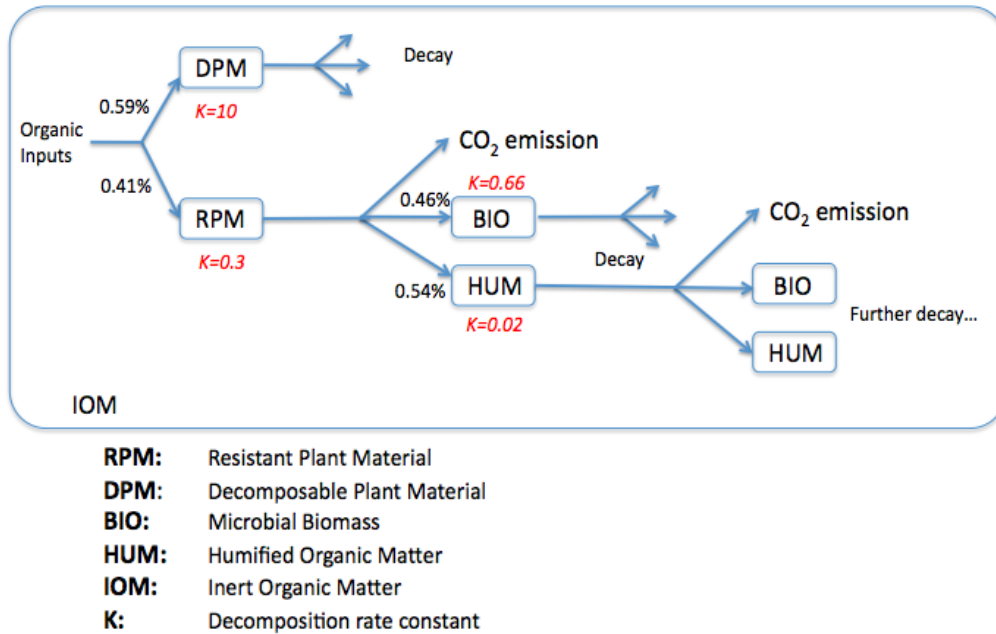 DPM
Decay
K=10
0.59%
Organic
Inputs
0.41%
CO2 emission
K=0.66
0.46%
RPM
BIO
K=0.3
CO2 emission
Decay
0.54%
HUM
BIO
K=0.02
Further decay...
HUM
IOM
RPM: Resistant Plant Material
DPM: Decomposable Plant Material
BIO: Microbial Biomass
HUM: Humified Organic Matter
IOM: Inert Organic Matter
K: Decomposition rate constant